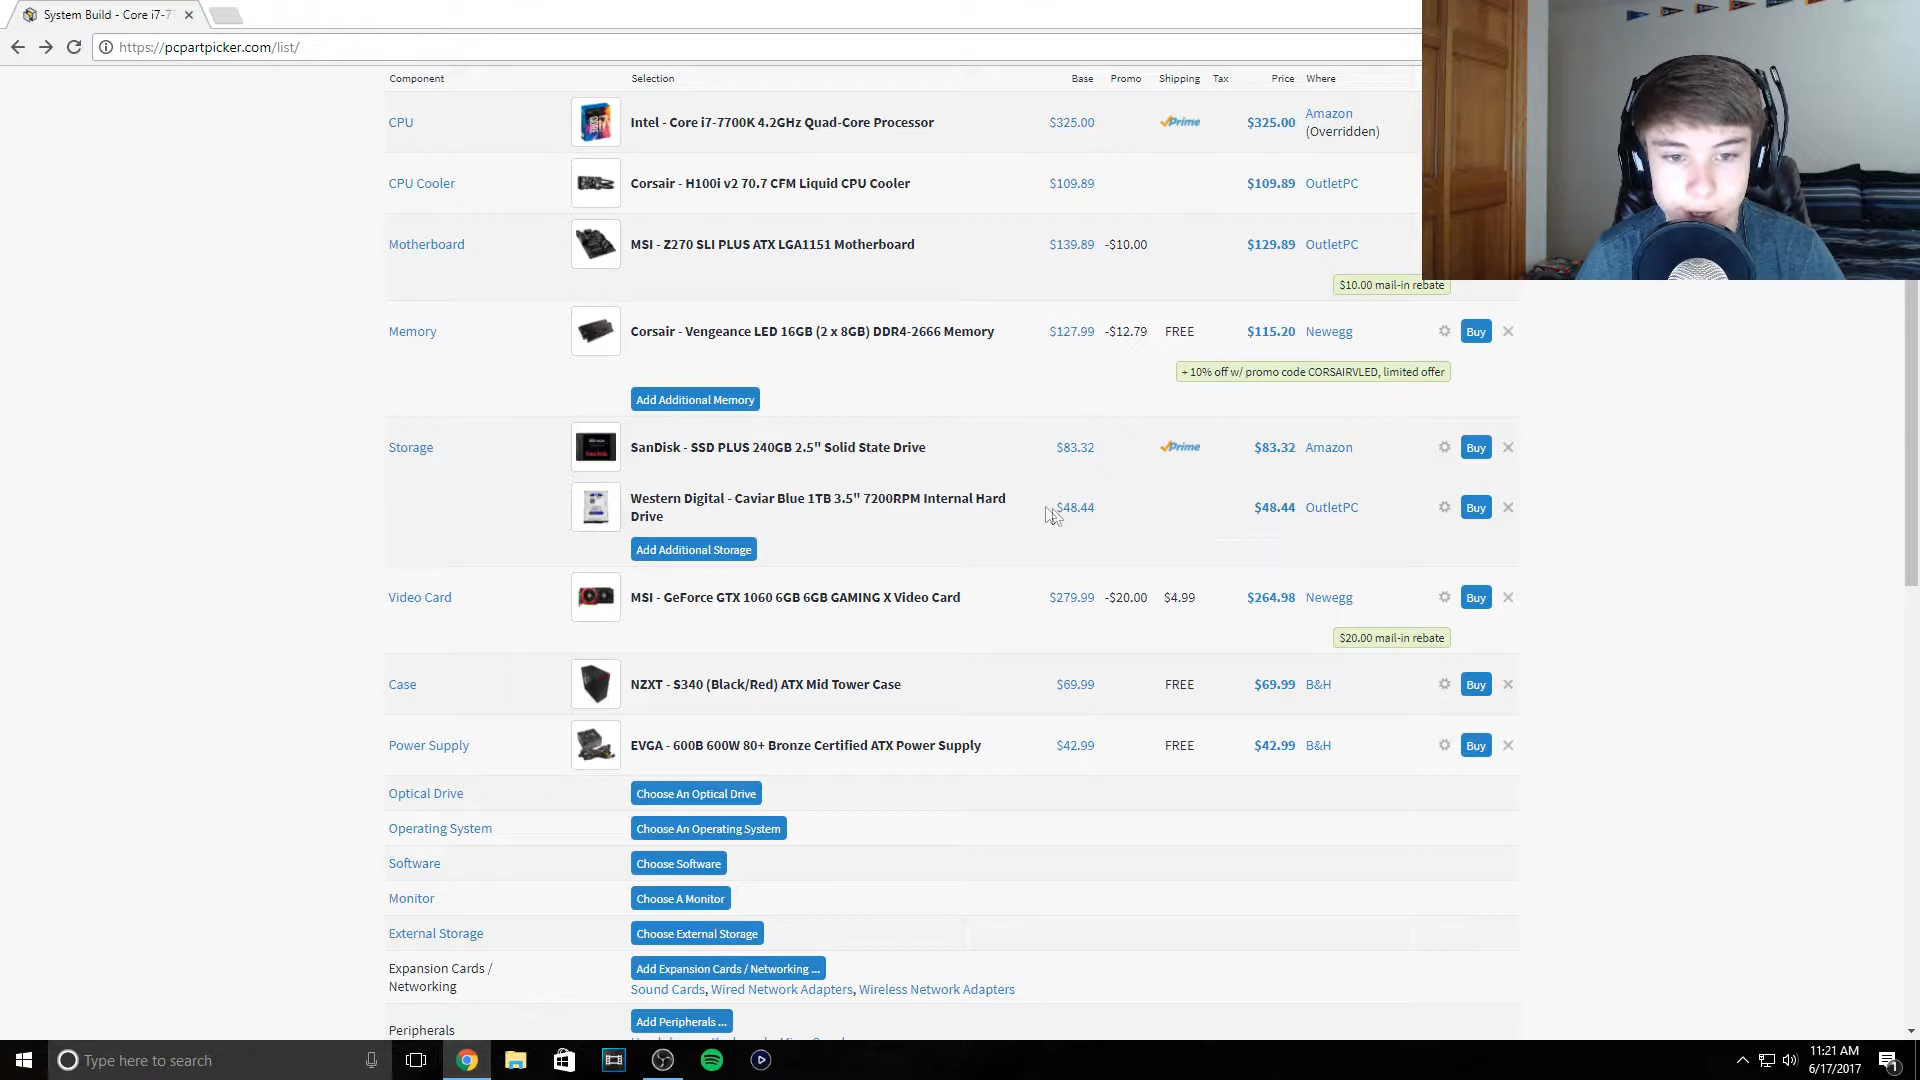 System Build - Core i7-7
https://pcpartpicker.com/list/
Component Selection Base Promo Shipping Tax Price Where
CPU Intel - Core i7-7700K 4.2GHz Quad-Core Processor $325.00 Prime $325.00 Amazon
(Overridden)
CPU Cooler Corsair - H100i v2 70.7 CFM Liquid CPU Cooler $109.89 $109.89 OutletPC
Motherboard MSI - Z270 SLI PLUS ATX LGA1151 Motherboard $139.89 -$10.00 $129.89 OutletPC
$10.00 mail-in rebate
Memory Corsair - Vengeance LED 16GB (2 x 8GB) DDR4-2666 Memory $127.99 -$12.79 FREE $115.20 Newegg Buy
+ 10% off w/ promo code CORSAIRVLED, limited offer
Add Additional Memory
Storage SanDisk - SSD PLUS 240GB 2.5" Solid State Drive $83.32 Prime $83.32 Amazon Buy
Western Digital - Caviar Blue 1TB 3.5" 7200RPM Internal Hard
Drive $48.44 $48.44 OutletPC Buy
Add Additional Storage
Video Card MSI - GeForce GTX 1060 6GB 6GB GAMING X Video Card $279.99 -$20.00 $4.99 $264.98 Newegg Buy
$20.00 mail-in rebate
Case NZXT - S340 (Black/Red) ATX Mid Tower Case $69.99 FREE $69.99 B&H Buy
Power Supply EVGA - 600B 600W 80+ Bronze Certified ATX Power Supply $42.99 FREE $42.99 B&H Buy
Optical Drive Choose An Optical Drive
Operating System Choose An Operating System
Software Choose Software
Monitor Choose A Monitor
External Storage Choose External Storage
Expansion Cards / Add Expansion Cards / Networking ...
Networking Sound Cards, Wired Network Adapters, Wireless Network Adapters
Peripherals Add Peripherals ...
Type here to search
11:21 AM
6/17/2017